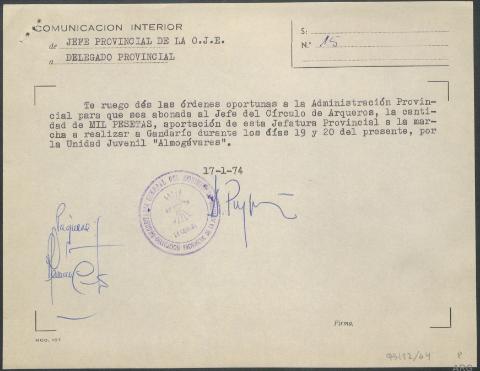 COMUNICACION INTERIOR
de JEFE PROVINCIAL DE LA O.J.E.
a DELEGADO PROVINCIAL
S:
N.° 15
Te ruego dés las órdenes oportunas a la Administración Provin-
cial para que sea abonada al Jefe del Círculo de Arqueros, la canti-
dad de MIL PESETAS, aportación de esta Jefatura Provincial a la mar-
cha a realizar a Gandarío durante los días 19 y 20 del presente, por
la Unidad Juvenil "Almogávares".
17-1-74
Firma,